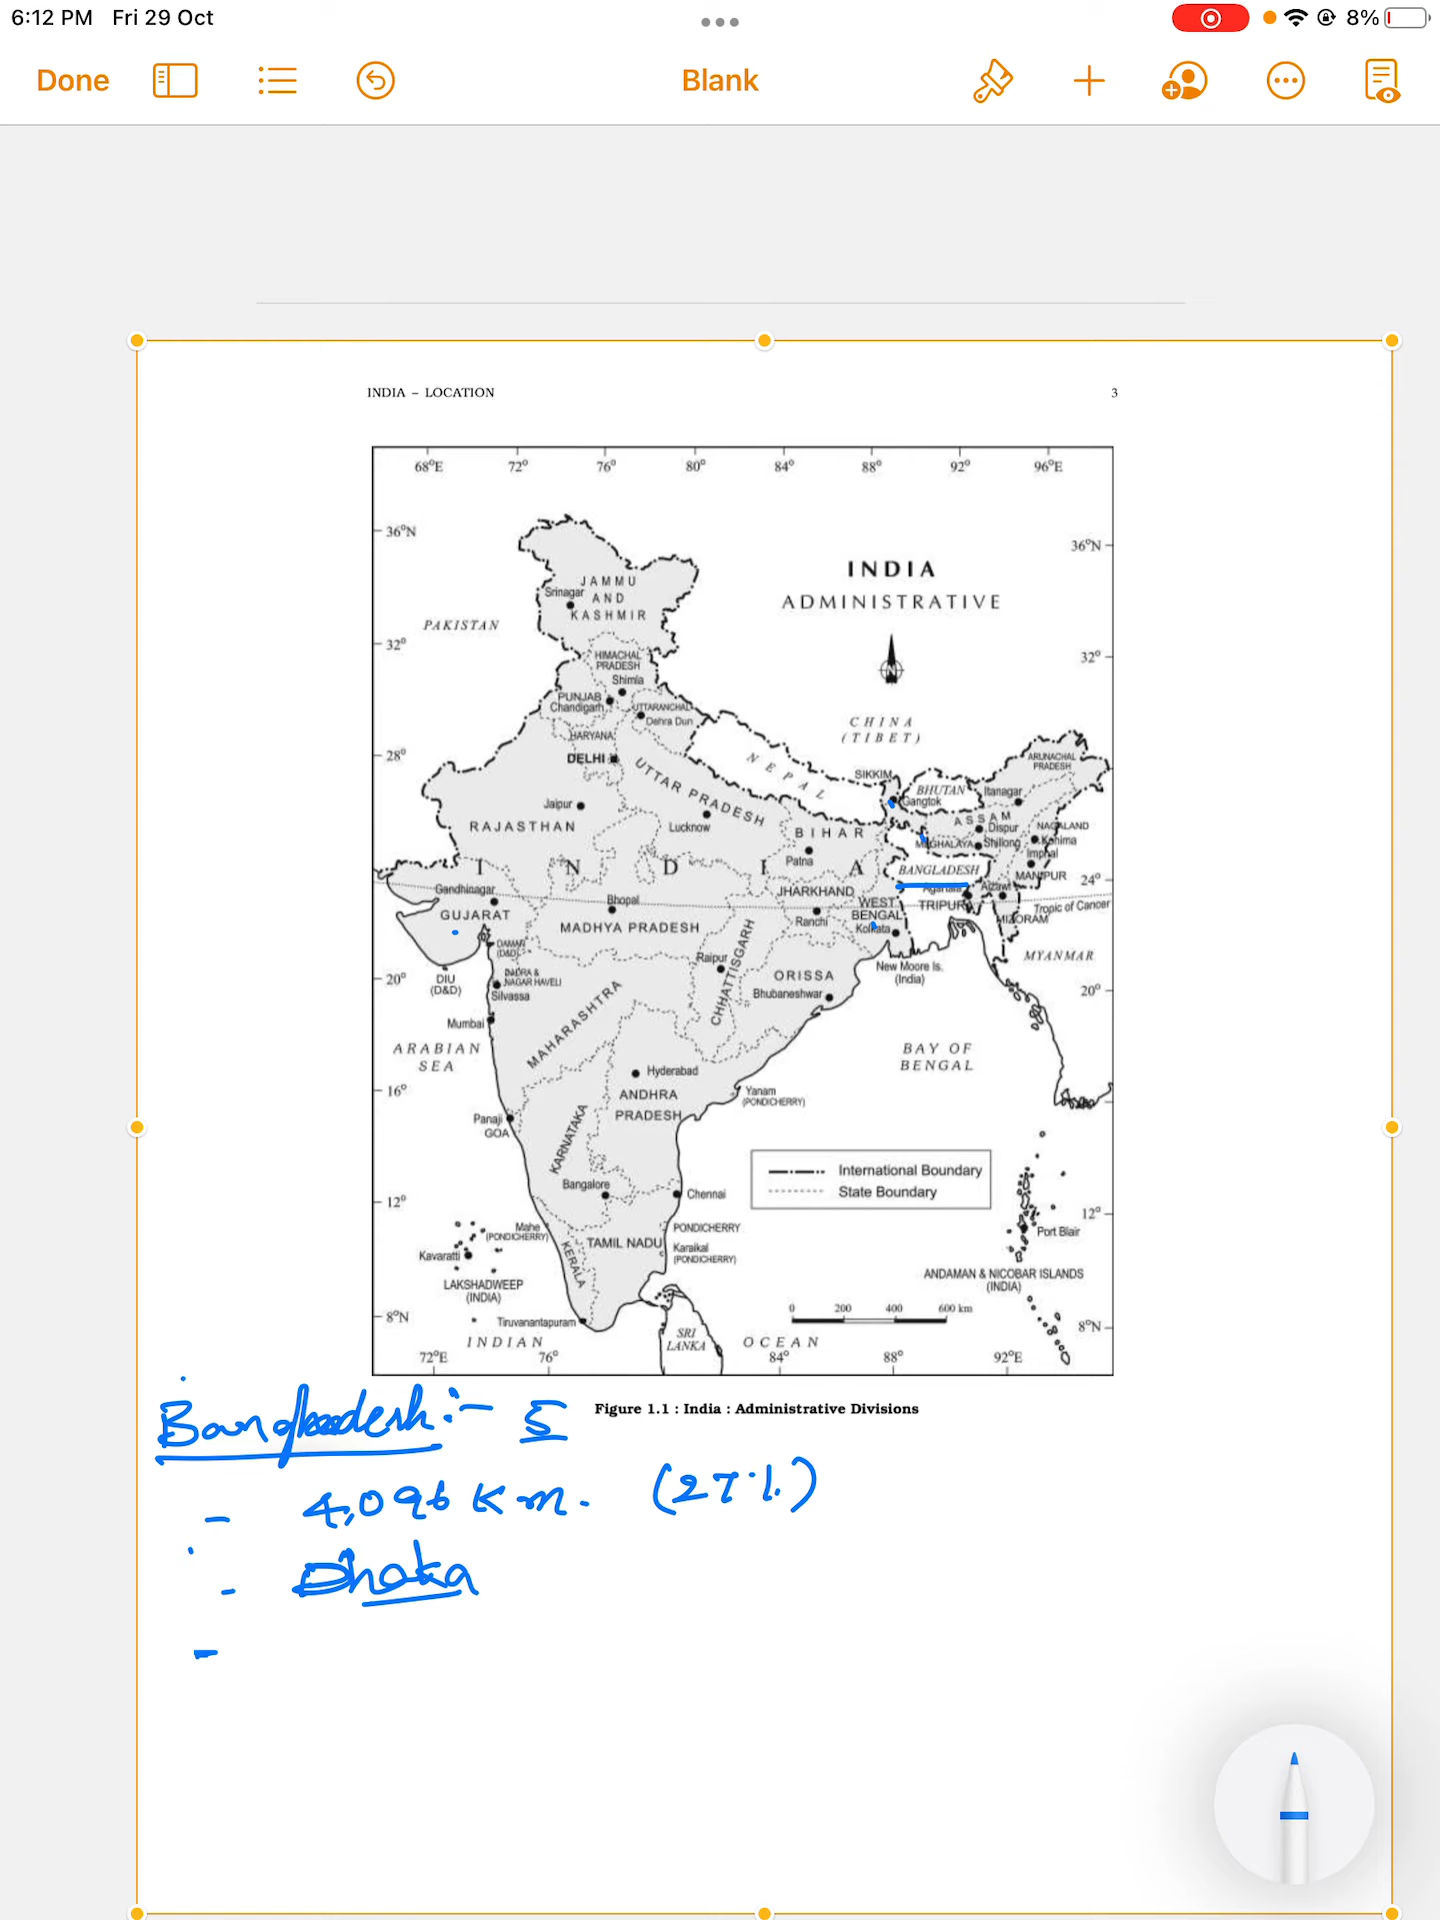 6:12 PM Fri 29 Oct
8%
Done
Blank
INDIA – LOCATION
3
68°E 72° 76° 80° 84° 88° 92° 96°E
36°N
36°N
INDIA
ADMINISTRATIVE
JAMMU
AND
KASHMIR
Srinagar
PAKISTAN
32°
32°
HIMACHAL
PRADESH
Shimla
PUNJAB
Chandigarh
UTTARANCHAL
Dehra Dun
HARYANA
CHINA
(TIBET)
28°
DELHI
NEPAL
UTTAR PRADESH
SIKKIM
Gangtok
BHUTAN
ARUNACHAL
PRADESH
Itanagar
Jaipur
RAJASTHAN
Lucknow
BIHAR
Patna
ASSAM
Dispur
NAGALAND
Kohima
MEGHALAYA
Shillong
Imphal
MANIPUR
INDIA
BANGLADESH
24°
Gandhinagar
GUJARAT
Bhopal
MADHYA PRADESH
JHARKHAND
Ranchi
WEST
BENGAL
Kolkata
Agartala
TRIPURA
Aizawl
MIZORAM
Tropic of Cancer
MYANMAR
DAMAN
(D&D)
DIU
(D&D)
DADRA &
NAGAR HAVELI
Silvassa
Raipur
CHHATTISGARH
ORISSA
Bhubaneshwar
New Moore Is.
(India)
20°
20°
Mumbai
MAHARASHTRA
ARABIAN
SEA
BAY OF
BENGAL
Hyderabad
16°
ANDHRA
PRADESH
Yanam
(PONDICHERRY)
Panaji
GOA
KARNATAKA
International Boundary
State Boundary
Bangalore
Chennai
12°
12°
Mahe
(PONDICHERRY)
PONDICHERRY
Karaikal
(PONDICHERRY)
TAMIL NADU
KERALA
Kavaratti
LAKSHADWEEP
(INDIA)
Port Blair
ANDAMAN & NICOBAR ISLANDS
(INDIA)
0 200 400 600 km
8°N
8°N
Tiruvanantapuram
SRI
LANKA
INDIAN OCEAN
72°E 76° 84° 88° 92°E
Figure 1.1 : India : Administrative Divisions
Bangladesh :- 5
- 4,096 Km. (27%)
- Dhaka
-